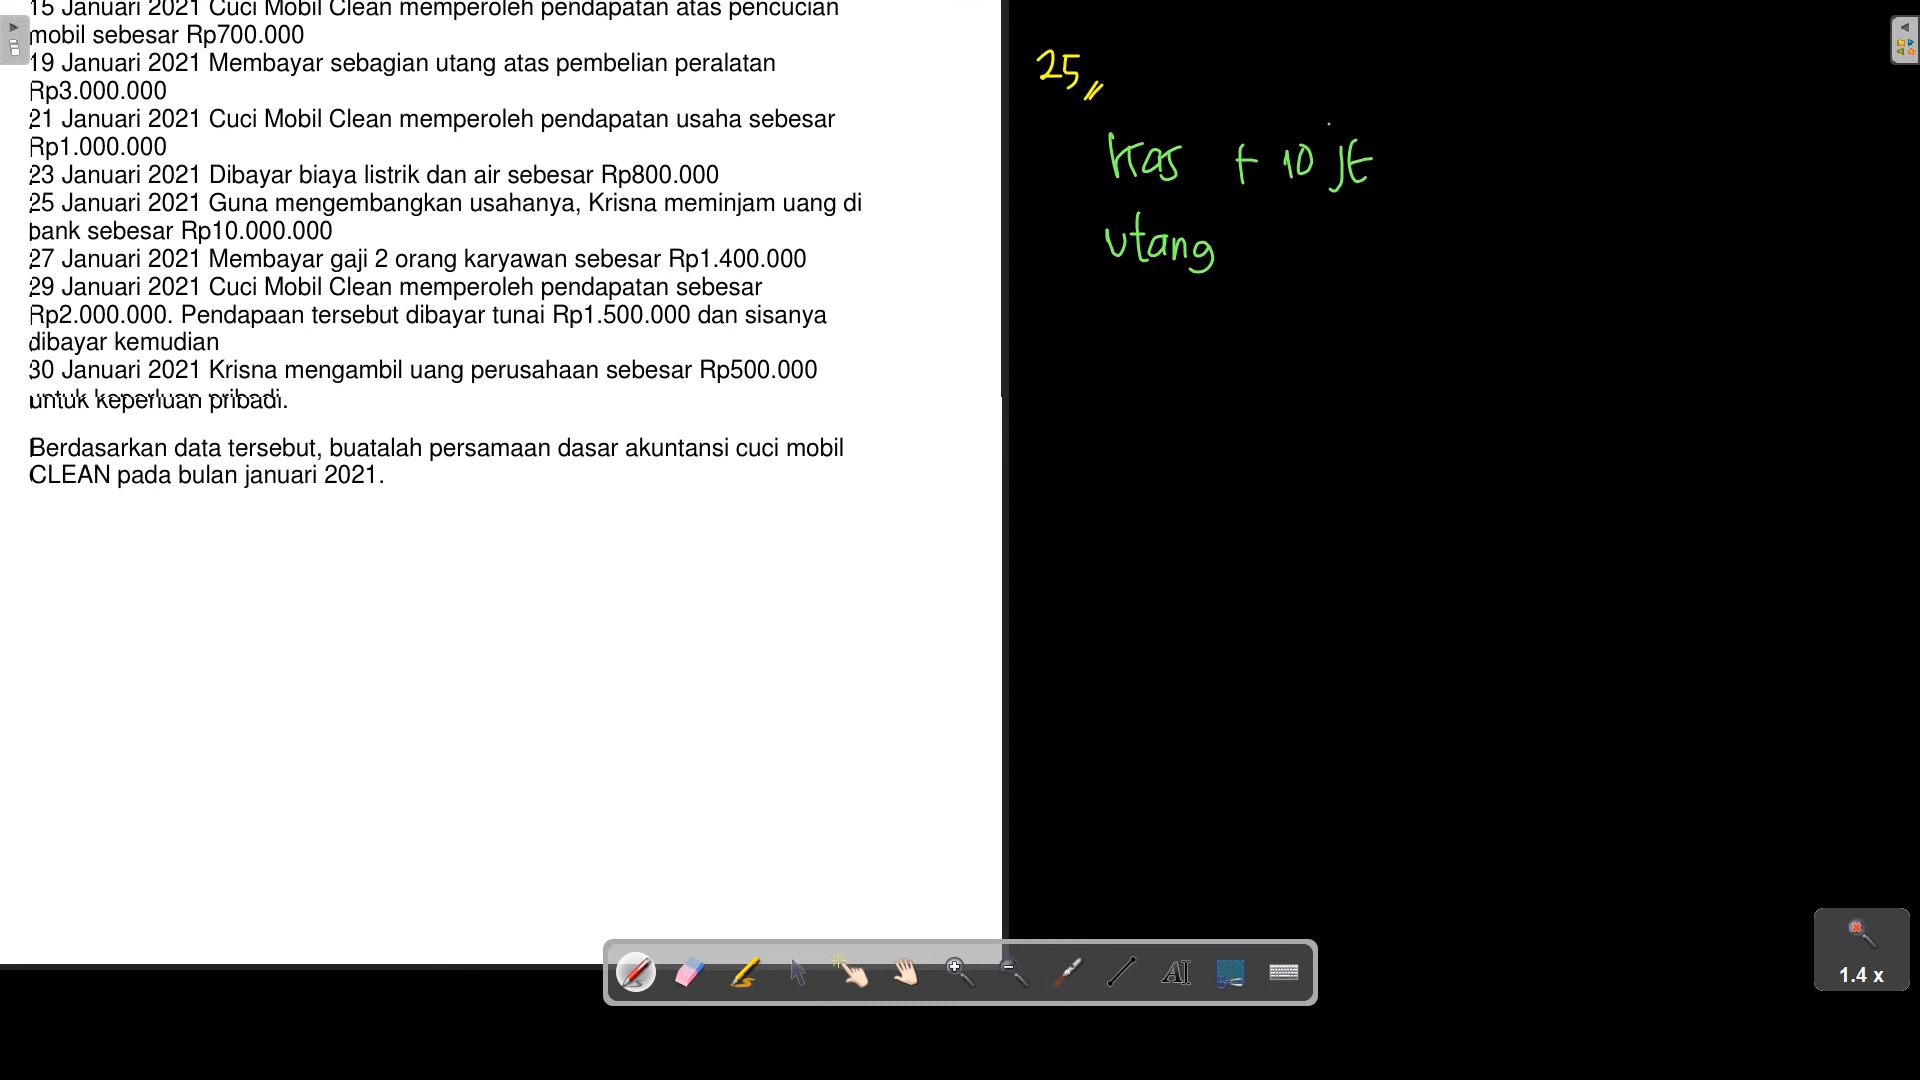 15 Januari 2021 Cuci Mobil Clean memperoleh pendapatan atas pencucian
mobil sebesar Rp700.000
19 Januari 2021 Membayar sebagian utang atas pembelian peralatan
Rp3.000.000
21 Januari 2021 Cuci Mobil Clean memperoleh pendapatan usaha sebesar
Rp1.000.000
23 Januari 2021 Dibayar biaya listrik dan air sebesar Rp800.000
25 Januari 2021 Guna mengembangkan usahanya, Krisna meminjam uang di
bank sebesar Rp10.000.000
27 Januari 2021 Membayar gaji 2 orang karyawan sebesar Rp1.400.000
29 Januari 2021 Cuci Mobil Clean memperoleh pendapatan sebesar
Rp2.000.000. Pendapaan tersebut dibayar tunai Rp1.500.000 dan sisanya
dibayar kemudian
30 Januari 2021 Krisna mengambil uang perusahaan sebesar Rp500.000
untuk keperluan pribadi.
Berdasarkan data tersebut, buatalah persamaan dasar akuntansi cuci mobil
CLEAN pada bulan januari 2021.
25,,
Kas + 10 jt
Utang
AI
1.4 x